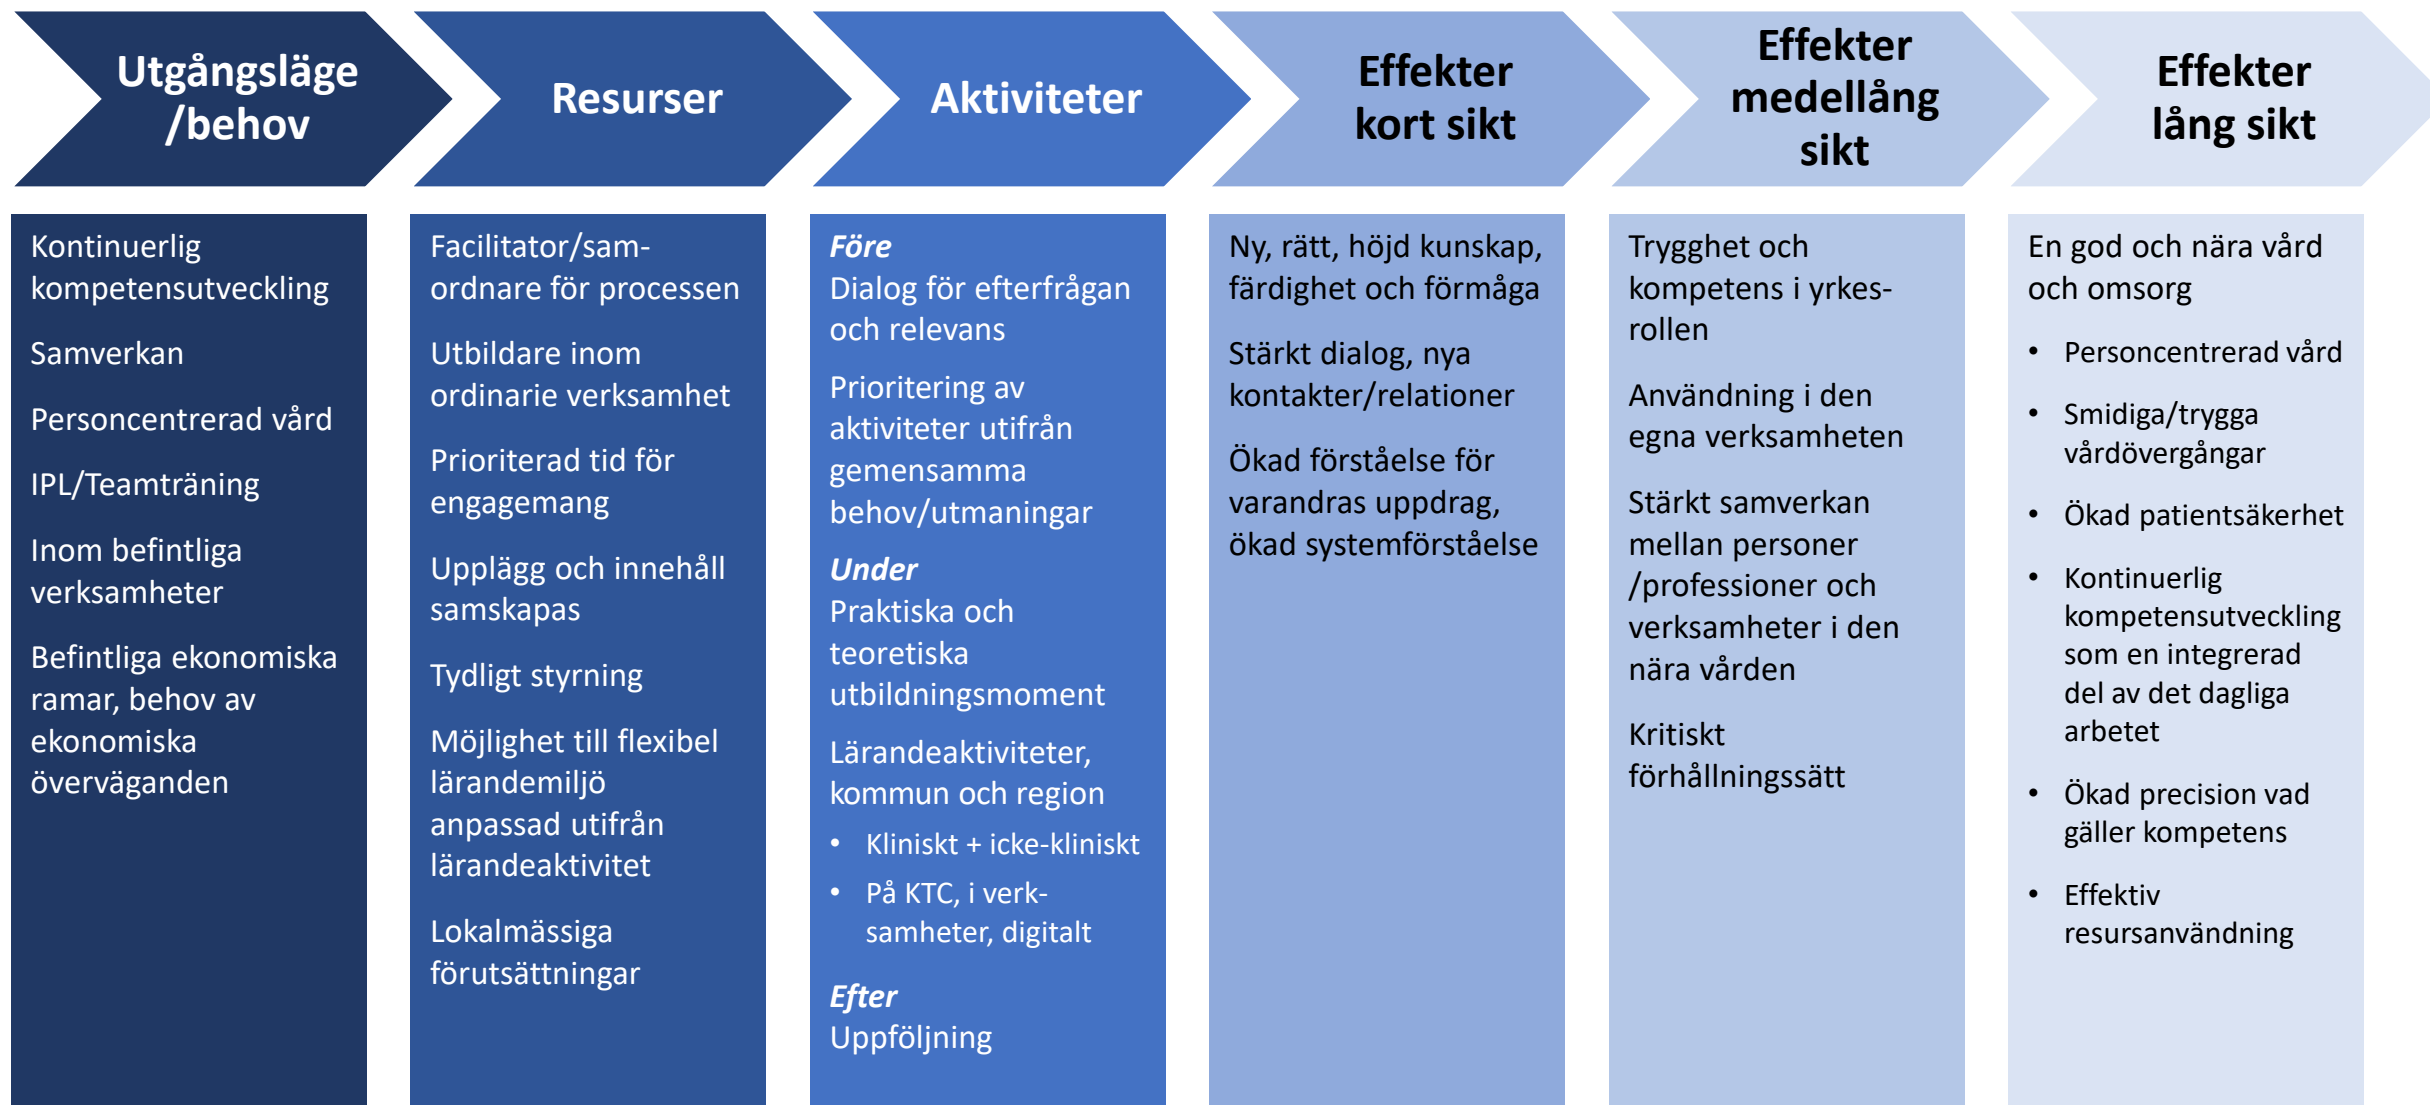 Utgångsläge
/behov
Resurser
Aktiviteter
Effekter
kort sikt
Effekter
medellång
sikt
Effekter
lång sikt
Kontinuerlig
kompetensutveckling
Samverkan
Personcentrerad vård
IPL/Teamträning
Inom befintliga
verksamheter
Befintliga ekonomiska
ramar, behov av
ekonomiska
överväganden
Facilitator/sam-
ordnare för processen
Utbildare inom
ordinarie verksamhet
Prioriterad tid för
engagemang
Upplägg och innehåll
samskapas
Tydligt styrning
Möjlighet till flexibel
lärandemiljö
anpassad utifrån
lärandeaktivitet
Lokalmässiga
förutsättningar
Före
Dialog för efterfrågan
och relevans
Prioritering av
aktiviteter utifrån
gemensamma
behov/utmaningar
Under
Praktiska och
teoretiska
utbildningsmoment
Lärandeaktiviteter,
kommun och region
• Kliniskt + icke-kliniskt
• På KTC, i verk-
samheter, digitalt
Efter
Uppföljning
Ny, rätt, höjd kunskap,
färdighet och förmåga
Stärkt dialog, nya
kontakter/relationer
Ökad förståelse för
varandras uppdrag,
ökad systemförståelse
Trygghet och
kompetens i yrkes-
rollen
Användning i den
egna verksamheten
Stärkt samverkan
mellan personer
/professioner och
verksamheter i den
nära vården
Kritiskt
förhållningssätt
En god och nära vård
och omsorg
• Personcentrerad vård
• Smidiga/trygga
vårdövergångar
• Ökad patientsäkerhet
• Kontinuerlig
kompetensutveckling
som en integrerad
del av det dagliga
arbetet
• Ökad precision vad
gäller kompetens
• Effektiv
resursanvändning